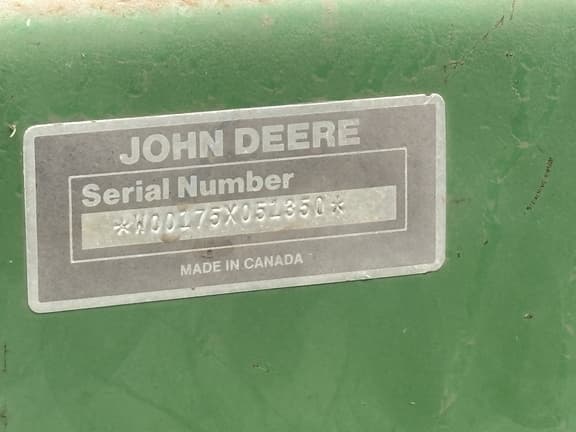 JOHN DEERE
Serial Number
*W00175X051350*
MADE IN CANADA